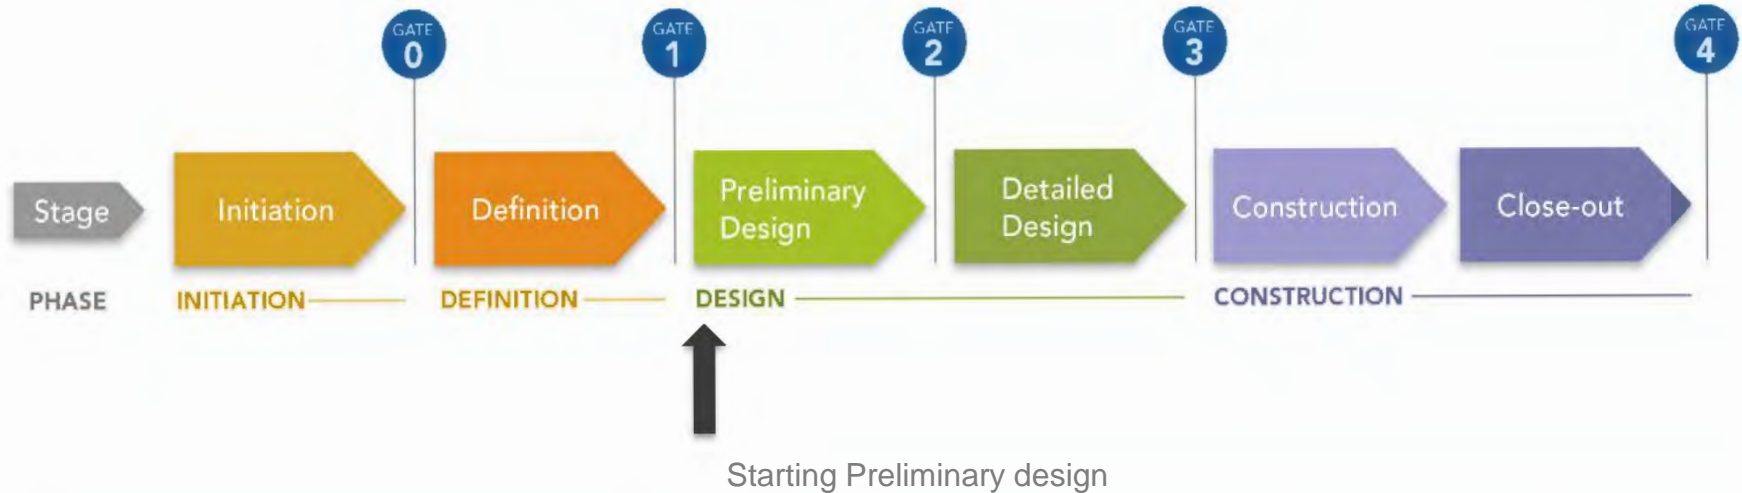 GATE
0
GATE
1
GATE
2
GATE
3
GATE
4
Stage
Initiation
Definition
Preliminary
Design
Detailed
Design
Construction
Close-out
PHASE
INITIATION
DEFINITION
DESIGN
CONSTRUCTION
Starting Preliminary design